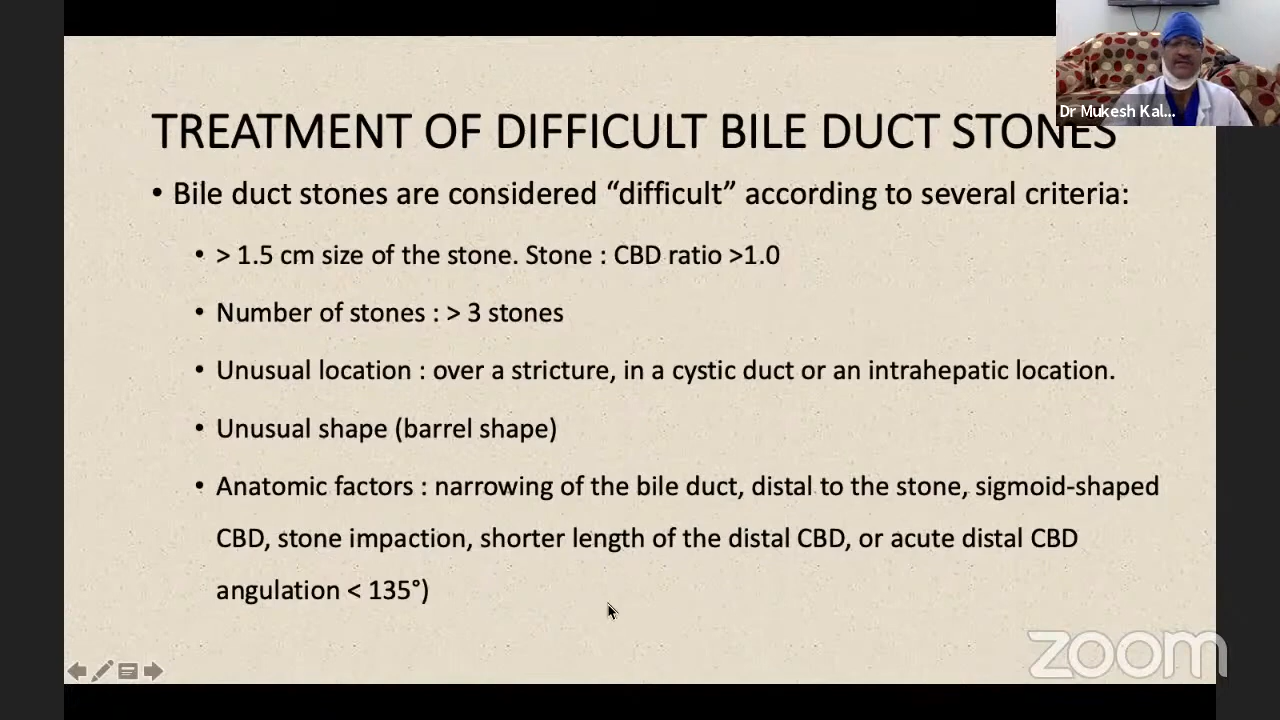 Dr Mukesh Kal...
TREATMENT OF DIFFICULT BILE DUCT STONES
• Bile duct stones are considered “difficult” according to several criteria:
• > 1.5 cm size of the stone. Stone : CBD ratio >1.0
• Number of stones : > 3 stones
• Unusual location : over a stricture, in a cystic duct or an intrahepatic location.
• Unusual shape (barrel shape)
• Anatomic factors : narrowing of the bile duct, distal to the stone, sigmoid-shaped
CBD, stone impaction, shorter length of the distal CBD, or acute distal CBD
angulation < 135°)
zoom